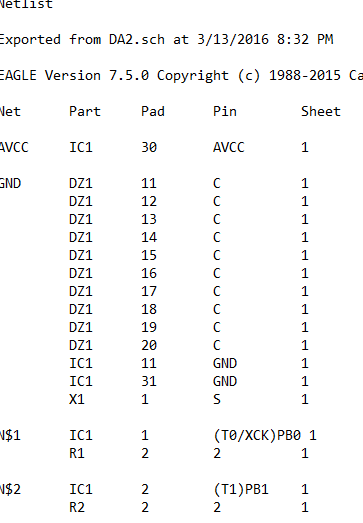 Netlist
Exported from DA2.sch at 3/13/2016 8:32 PM
EAGLE Version 7.5.0 Copyright (c) 1988-2015 Ca
Net Part Pad Pin Sheet
AVCC IC1 30 AVCC 1
GND DZ1 11 C 1
DZ1 12 C 1
DZ1 13 C 1
DZ1 14 C 1
DZ1 15 C 1
DZ1 16 C 1
DZ1 17 C 1
DZ1 18 C 1
DZ1 19 C 1
DZ1 20 C 1
IC1 11 GND 1
IC1 31 GND 1
X1 1 S 1
N$1 IC1 1 (T0/XCK)PB0 1
R1 2 2 1
N$2 IC1 2 (T1)PB1 1
R2 2 2 1